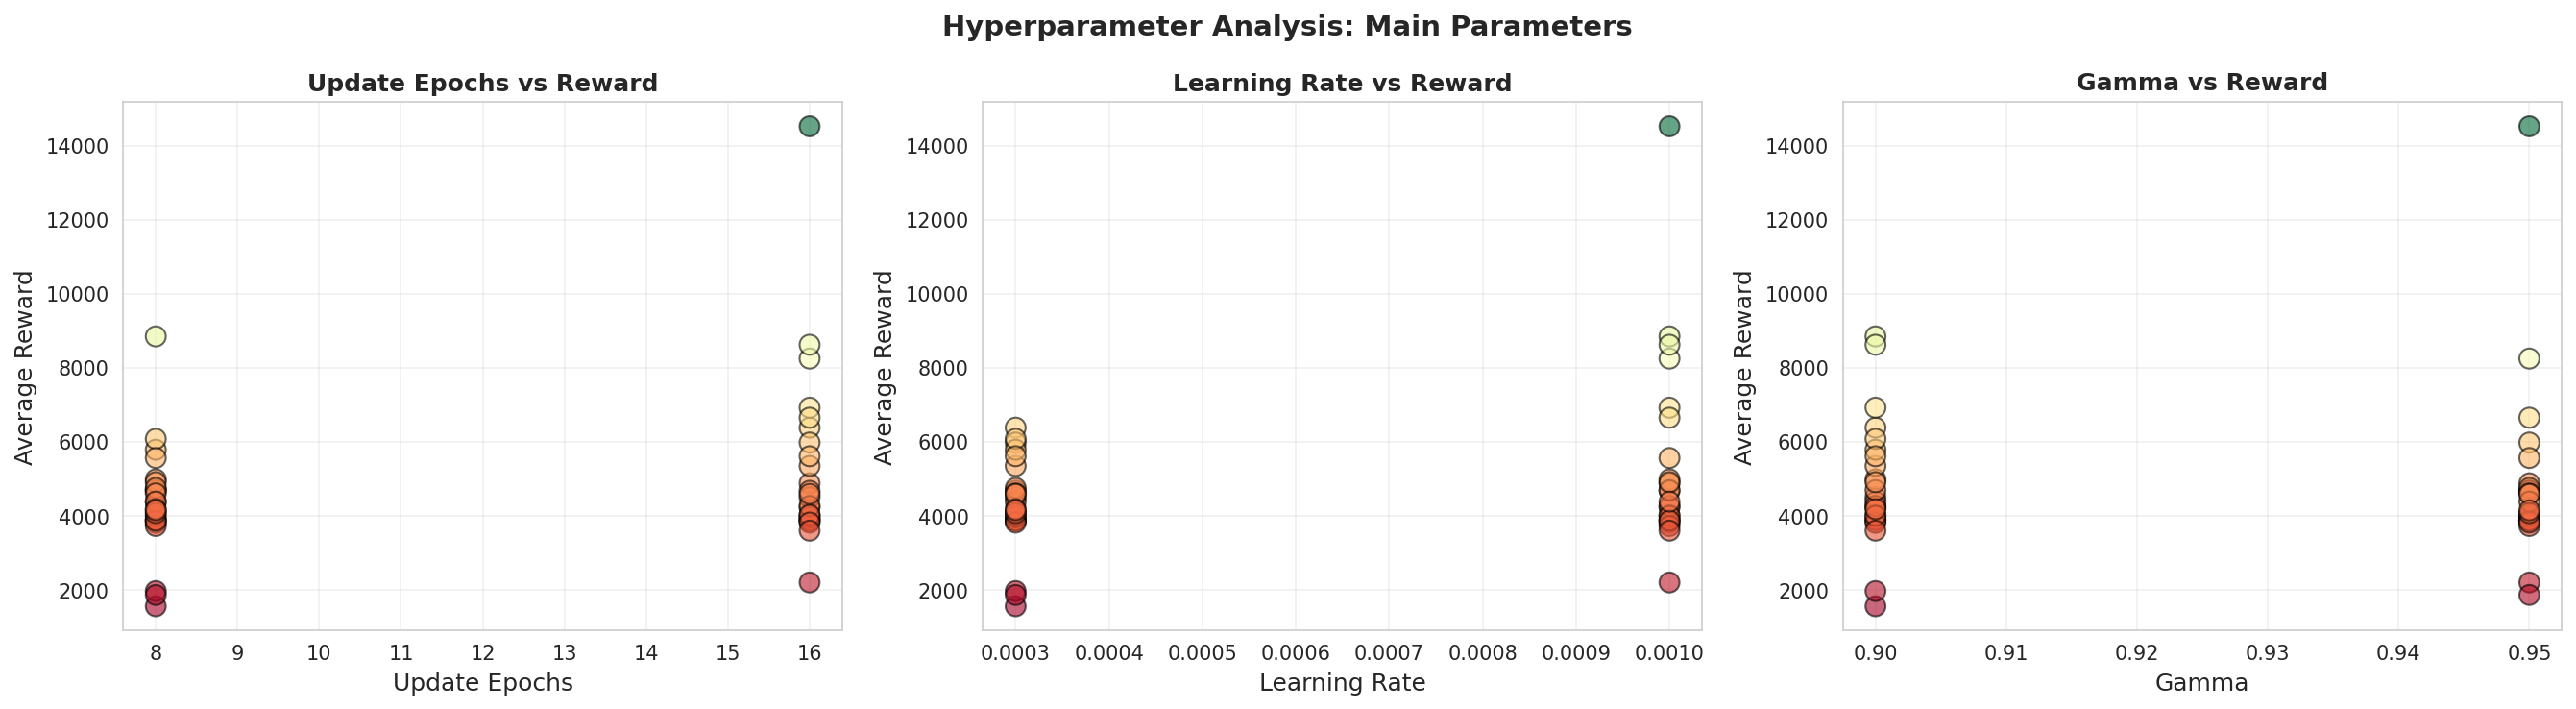 Hyperparameter Analysis: Main Parameters
Update Epochs vs Reward
Average Reward
14000
12000
10000
8000
6000
4000
2000
8 9 10 11 12 13 14 15 16
Update Epochs
Learning Rate vs Reward
Average Reward
14000
12000
10000
8000
6000
4000
2000
0.0003 0.0004 0.0005 0.0006 0.0007 0.0008 0.0009 0.0010
Learning Rate
Gamma vs Reward
Average Reward
14000
12000
10000
8000
6000
4000
2000
0.90 0.91 0.92 0.93 0.94 0.95
Gamma